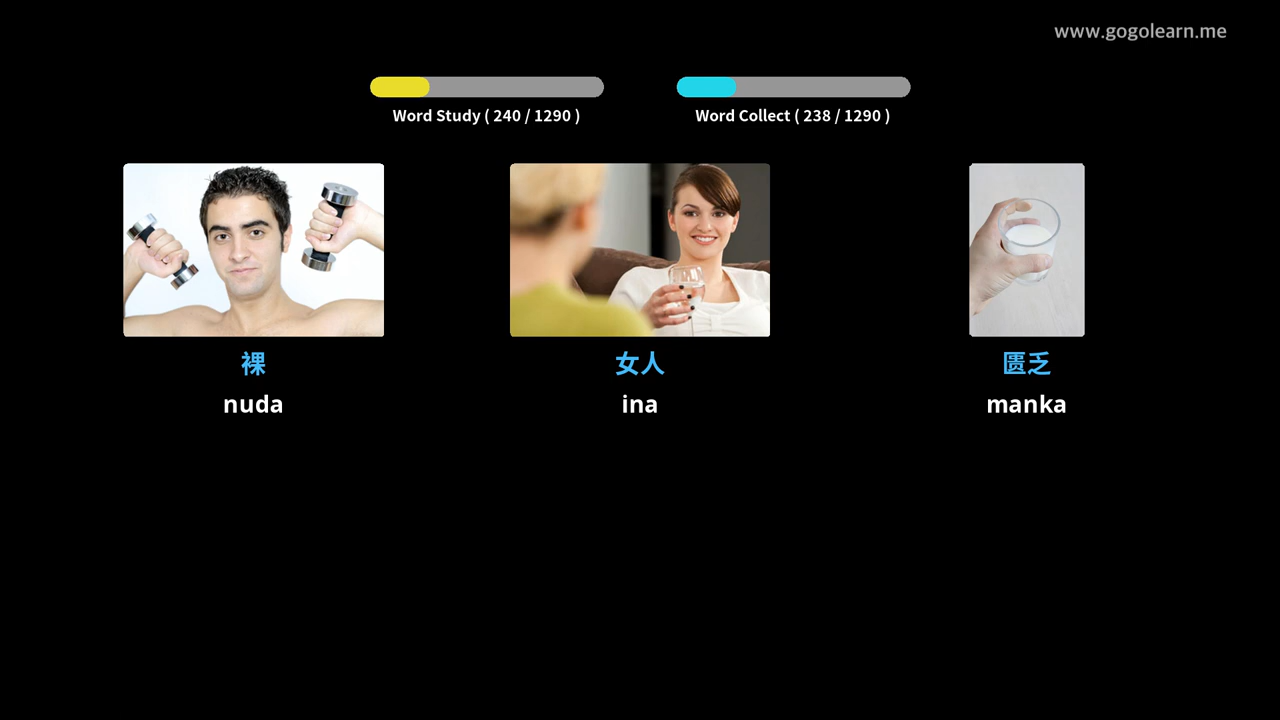 www.gogolearn.me
Word Study ( 240 / 1290 )
Word Collect ( 238 / 1290 )
裸
女人
匮乏
nuda
ina
manka